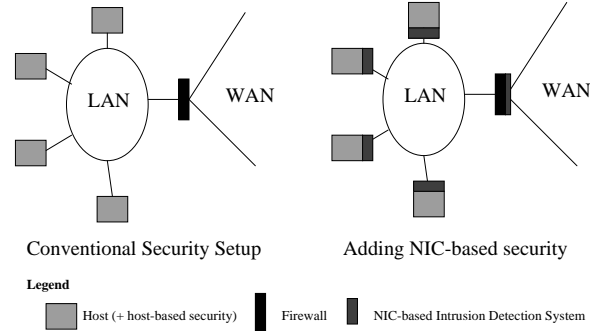 LAN
WAN
LAN
WAN
Conventional Security Setup
Adding NIC-based security
Legend
Host (+ host-based security)
Firewall
NIC-based Intrusion Detection System